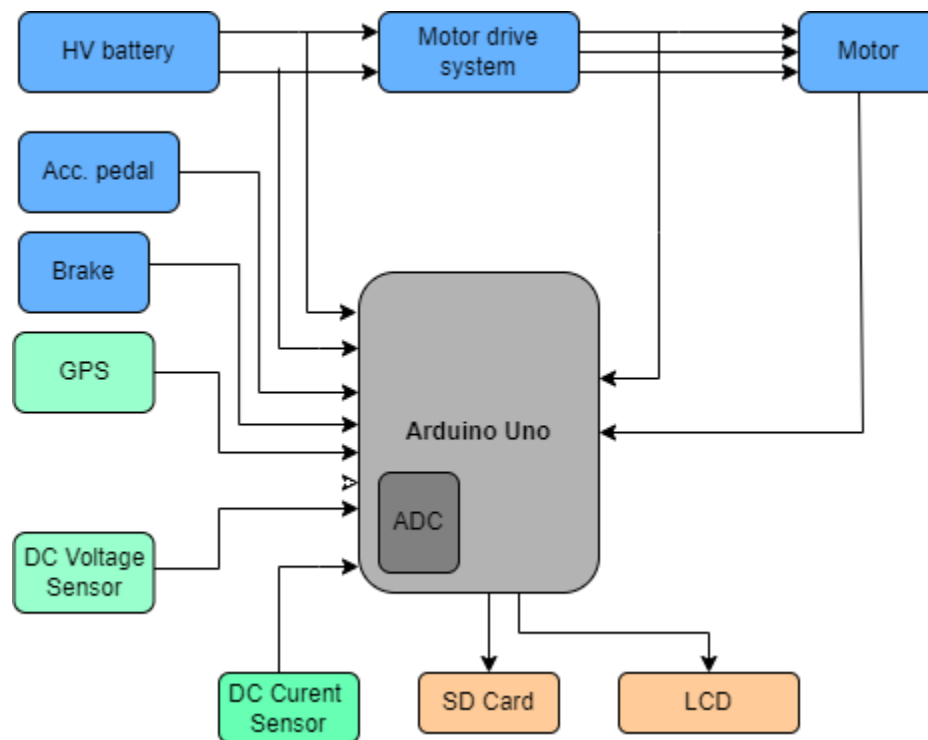 HV battery
Motor drive
system
Motor
Acc. pedal
Brake
GPS
Arduino Uno
ADC
DC Voltage
Sensor
DC Curent
Sensor
SD Card
LCD